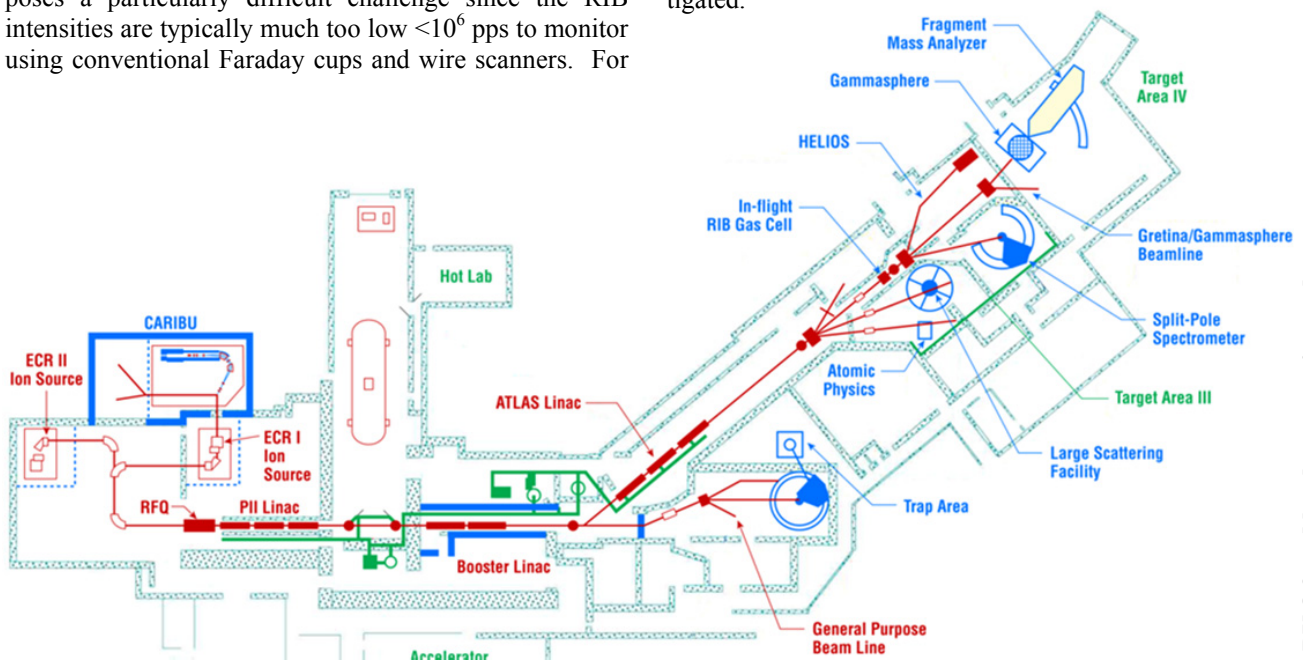 poses a particularly difficult challenge since the RIB
intensities are typically much too low <10⁶ pps to monitor
using conventional Faraday cups and wire scanners. For
tigated.
Fragment
Mass Analyzer
Gammasphere
HELIOS
In-flight
RIB Gas Cell
Target
Area IV
Gretina/Gammasphere
Beamline
Split-Pole
Spectrometer
Target Area III
Large Scattering
Facility
Atomic
Physics
Trap Area
Hot Lab
CARIBU
ECR II
Ion Source
ECR I
Ion
Source
ATLAS Linac
RFQ
PII Linac
Booster Linac
General Purpose
Beam Line
Accelerator